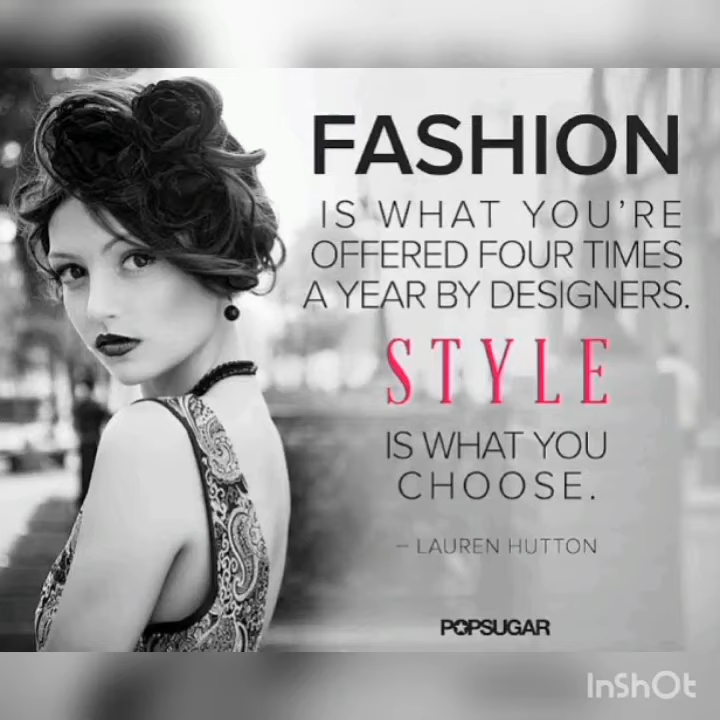 FASHION
IS WHAT YOU'RE
OFFERED FOUR TIMES
A YEAR BY DESIGNERS.
STYLE
IS WHAT YOU
CHOOSE.
– LAUREN HUTTON
POPSUGAR
InShOt